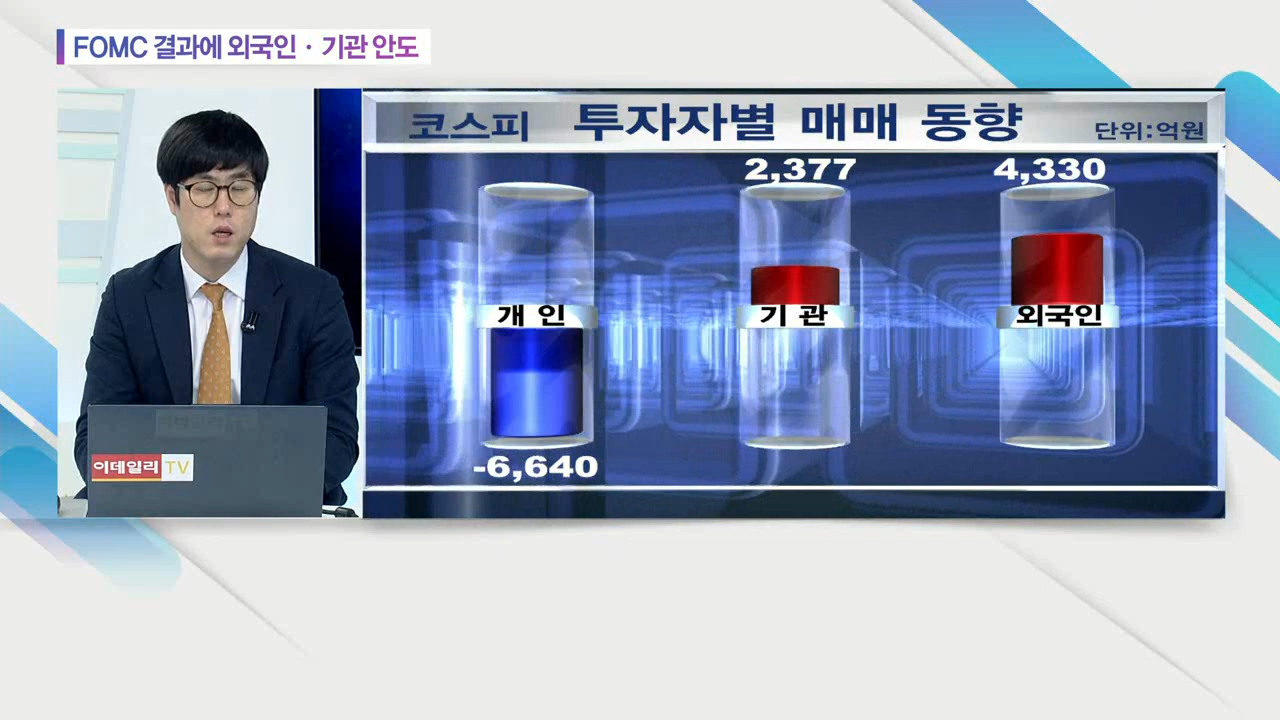 FOMC 결과에 외국인 · 기관 안도
코스피 투자자별 매매 동향 단위:억원
2,377 4,330
개 인 기 관 외국인
-6,640
이데일리 TV